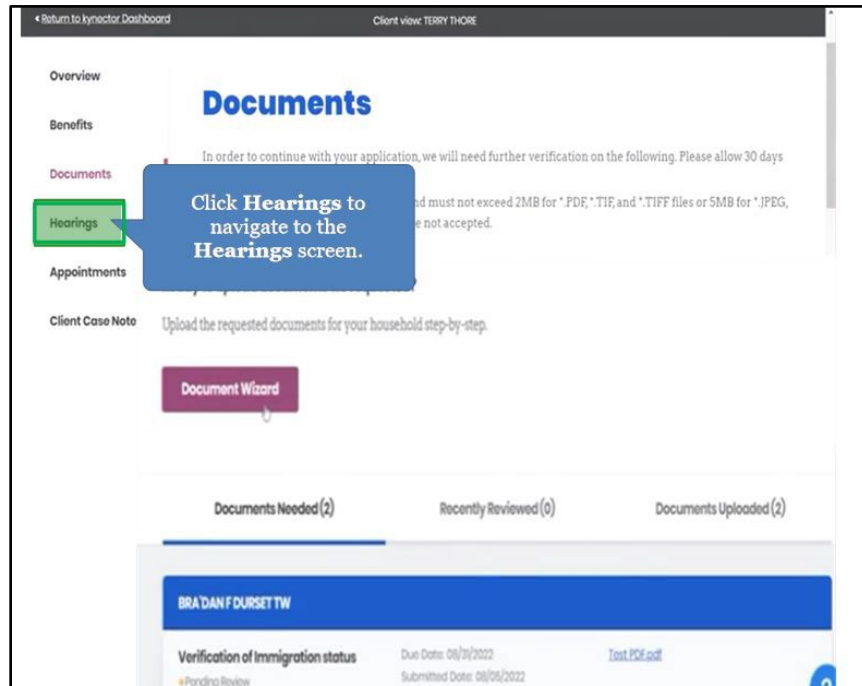 Return to kynector Dashboard
Client view: TERRY THORE
Overview
Benefits
Documents
Hearings
Appointments
Client Case Note
Documents
In order to continue with your application, we will need further verification on the following. Please allow 30 days
nd must not exceed 2MB for *.PDF, *.TIF, and *.TIFF files or 5MB for *.JPEG,
e not accepted.
Click Hearings to
navigate to the
Hearings screen.
Upload the requested documents for your household step-by-step.
Document Wizard
Documents Needed (2)
Recently Reviewed (0)
Documents Uploaded (2)
BRA'DAN F DURSET TW
Verification of Immigration status
Pending Review
Due Date: 08/31/2022
Submitted Date: 08/05/2022
Test PDF.pdf